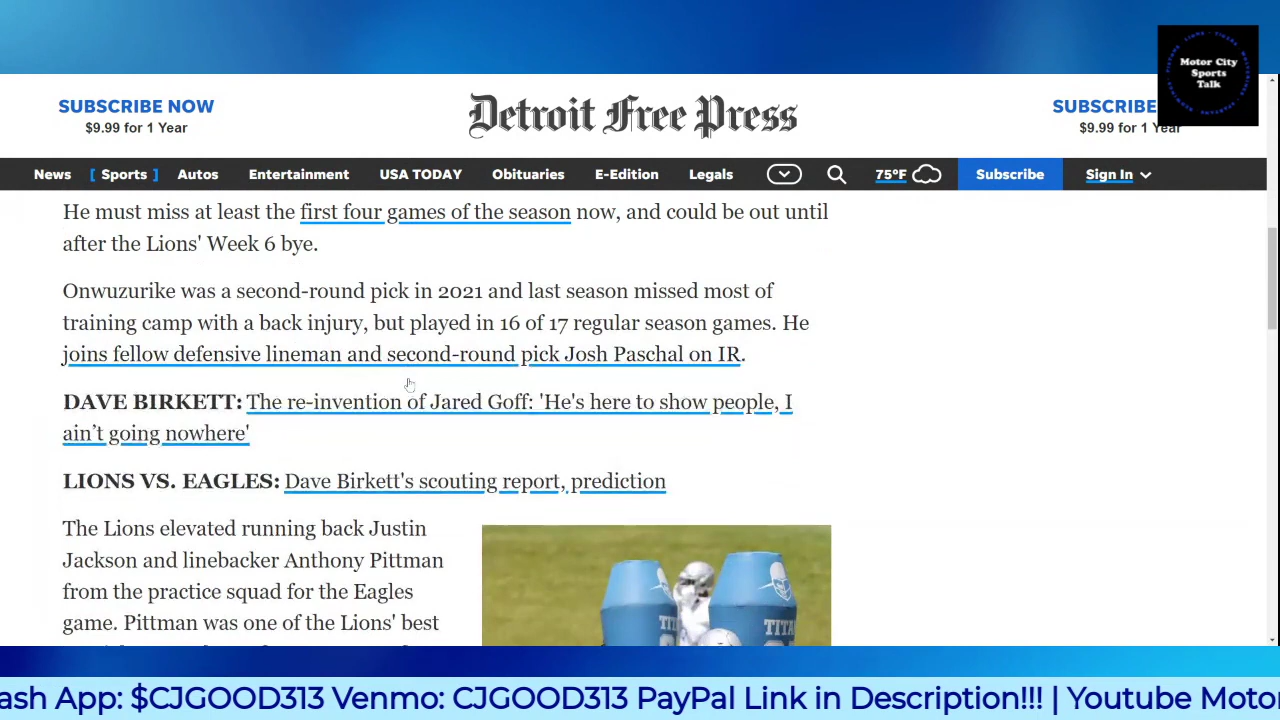 Motor City
Sports
Talk
SUBSCRIBE NOW
$9.99 for 1 Year
Detroit Free Press
SUBSCRIBE
$9.99 for 1 Year
News [ Sports ] Autos Entertainment USA TODAY Obituaries E-Edition Legals 75°F Subscribe Sign In
He must miss at least the first four games of the season now, and could be out until
after the Lions' Week 6 bye.
Onwuzurike was a second-round pick in 2021 and last season missed most of
training camp with a back injury, but played in 16 of 17 regular season games. He
joins fellow defensive lineman and second-round pick Josh Paschal on IR.
DAVE BIRKETT: The re-invention of Jared Goff: 'He's here to show people, I
ain’t going nowhere'
LIONS VS. EAGLES: Dave Birkett's scouting report, prediction
The Lions elevated running back Justin
Jackson and linebacker Anthony Pittman
from the practice squad for the Eagles
game. Pittman was one of the Lions' best
TITA
TITAN
ash App: $CJGOOD313 Venmo: CJGOOD313 PayPal Link in Description!!! | Youtube Motor